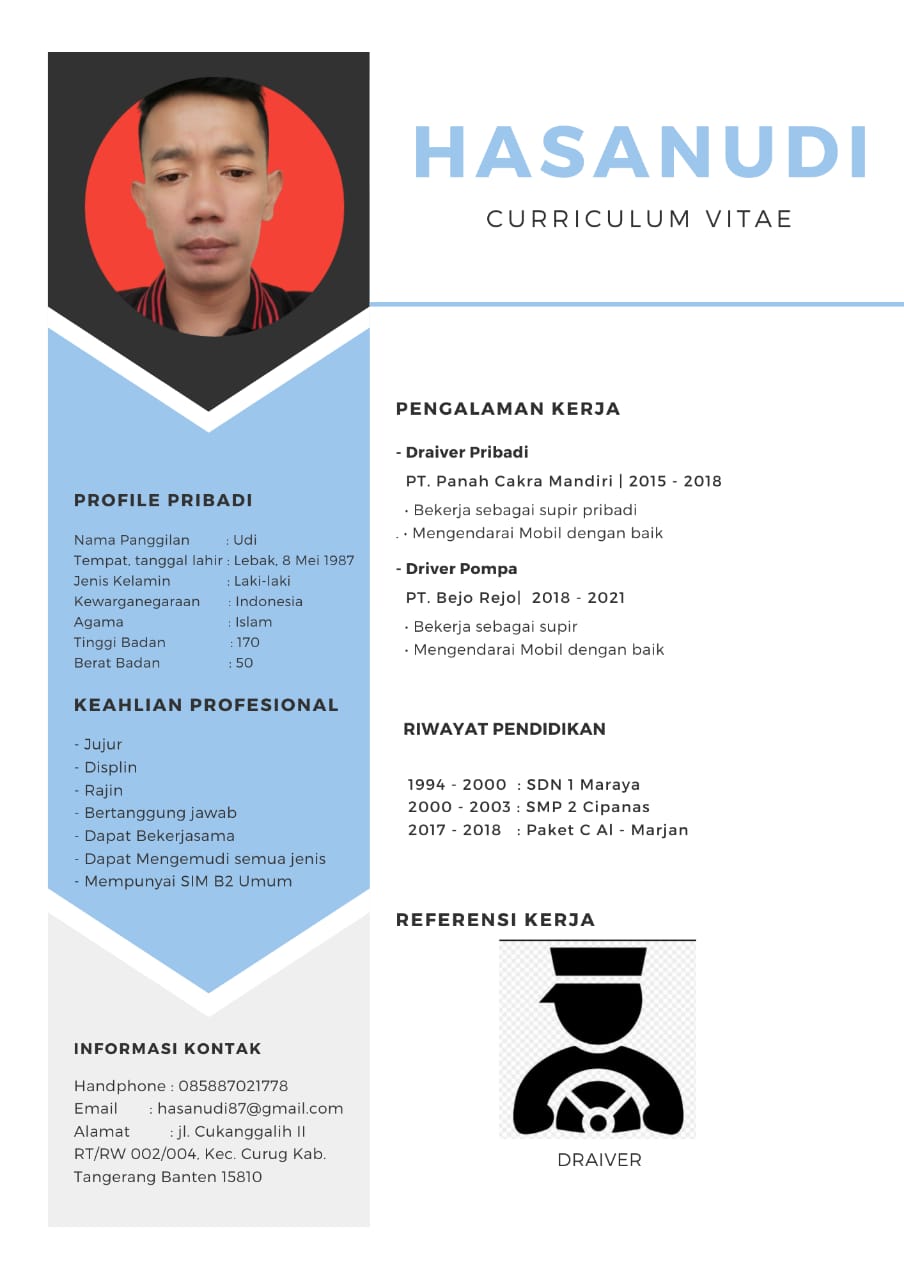 HASANUDI
CURRICULUM VITAE
PROFILE PRIBADI
Nama Panggilan : Udi
Tempat, tanggal lahir : Lebak, 8 Mei 1987
Jenis Kelamin : Laki-laki
Kewarganegaraan : Indonesia
Agama : Islam
Tinggi Badan : 170
Berat Badan : 50
KEAHLIAN PROFESIONAL
- Jujur
- Displin
- Rajin
- Bertanggung jawab
- Dapat Bekerjasama
- Dapat Mengemudi semua jenis
- Mempunyai SIM B2 Umum
INFORMASI KONTAK
Handphone : 085887021778
Email : hasanudi87@gmail.com
Alamat : jl. Cukanggalih II
RT/RW 002/004, Kec. Curug Kab.
Tangerang Banten 15810
PENGALAMAN KERJA
- Draiver Pribadi
PT. Panah Cakra Mandiri | 2015 - 2018
• Bekerja sebagai supir pribadi
. • Mengendarai Mobil dengan baik
- Driver Pompa
PT. Bejo Rejo| 2018 - 2021
• Bekerja sebagai supir
• Mengendarai Mobil dengan baik
RIWAYAT PENDIDIKAN
1994 - 2000 : SDN 1 Maraya
2000 - 2003 : SMP 2 Cipanas
2017 - 2018 : Paket C Al - Marjan
REFERENSI KERJA
DRAIVER